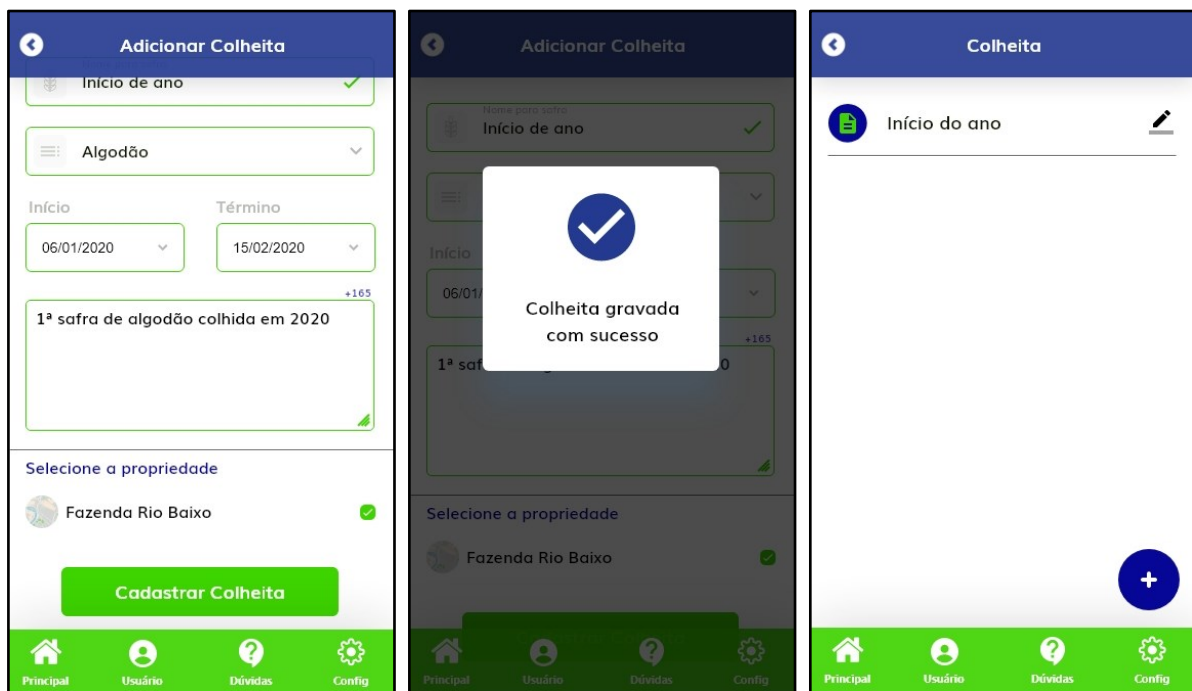 Adicionar Colheita
Início de ano
Algodão
Início
Término
06/01/2020
15/02/2020
+165
1ª safra de algodão colhida em 2020
Selecione a propriedade
Fazenda Rio Baixo
Cadastrar Colheita
Principal
Usuário
Dúvidas
Config
Adicionar Colheita
Nome para safra
Início de ano
Início
06/01/
Colheita gravada
com sucesso
+165
1ª saf
0
Selecione a propriedade
Fazenda Rio Baixo
Principal
Usuário
Dúvidas
Config
Colheita
Início do ano
+
Principal
Usuário
Dúvidas
Config